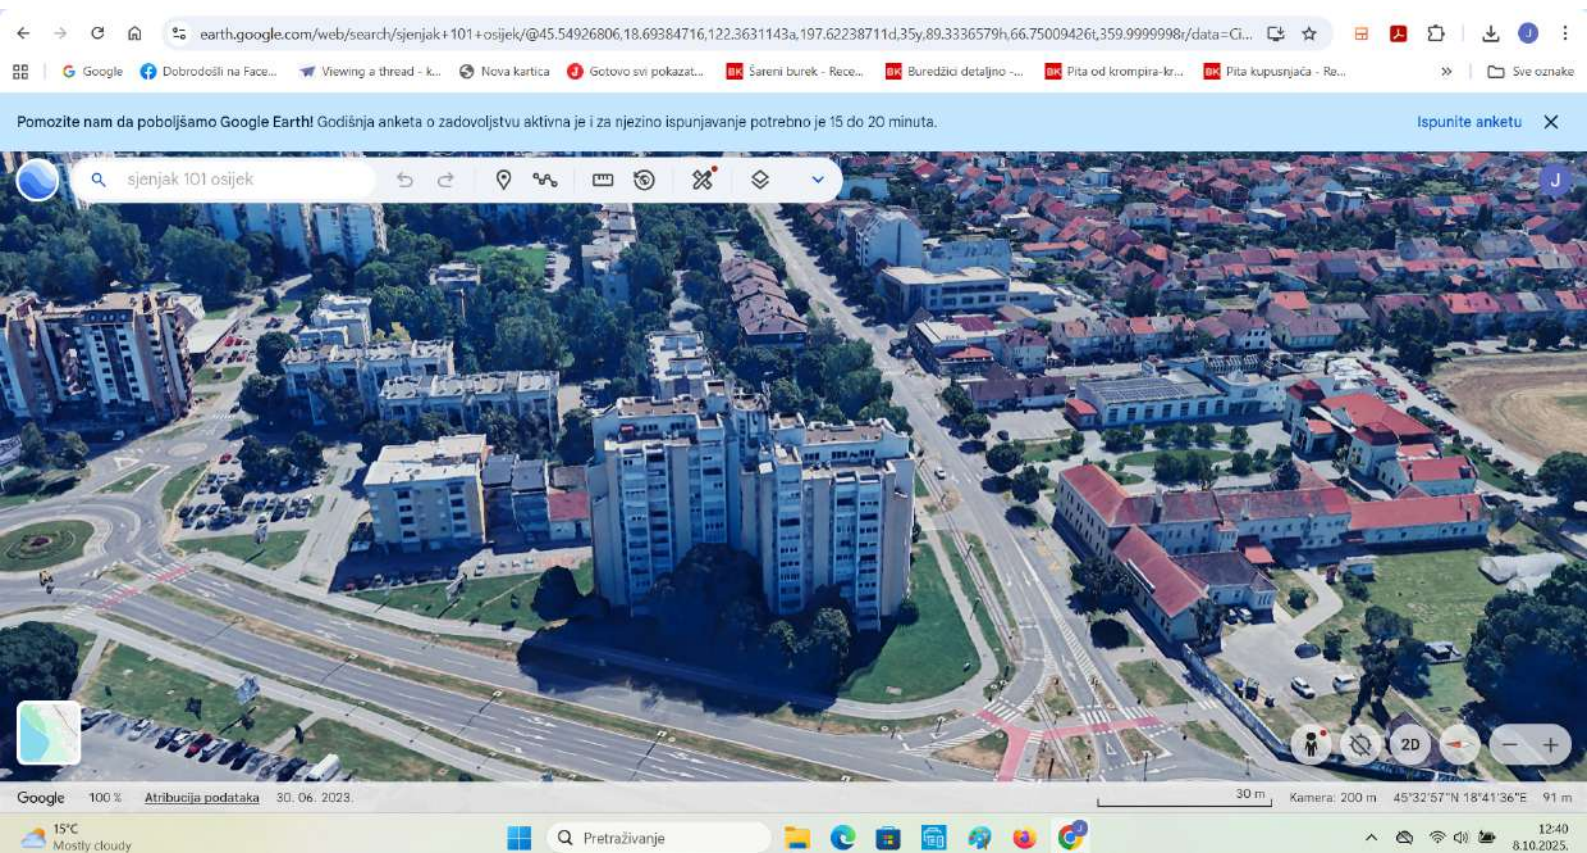 earth.google.com/web/search/sjenjak+101+osijek/@45.54926806,18.69384716,122.3631143a,197.62238711d,35y,89.3336579h,66.75009426t,359.9999998r/data=Ci...
Google Dobrodošli na Face... Viewing a thread - k... Nova kartica Gotovo svi pokazat... BK Šareni burek - Rece... BK Buredžici detaljno -... BK Pita od krompira-kr... BK Pita kupusnjača - Re... » Sve oznake
Pomozite nam da poboljšamo Google Earth! Godišnja anketa o zadovoljstvu aktivna je i za njezino ispunjavanje potrebno je 15 do 20 minuta. Ispunite anketu
sjenjak 101 osijek
J
2D
Google 100 % Atribucija podataka 30. 06. 2023. 30 m Kamera: 200 m 45°32'57"N 18°41'36"E 91 m
15°C
Mostly cloudy
Pretraživanje
12:40
8.10.2025.